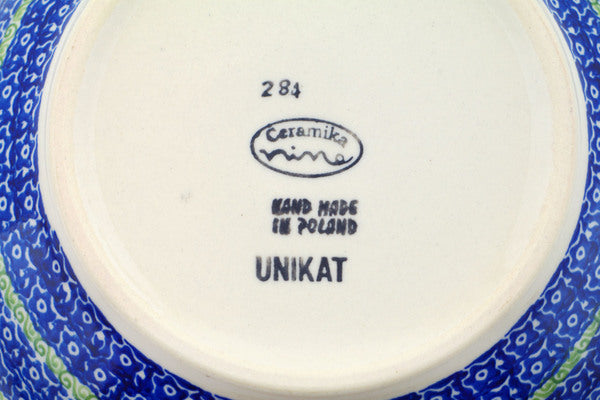 284
Ceramika
nina
HAND MADE
IN POLAND
UNIKAT